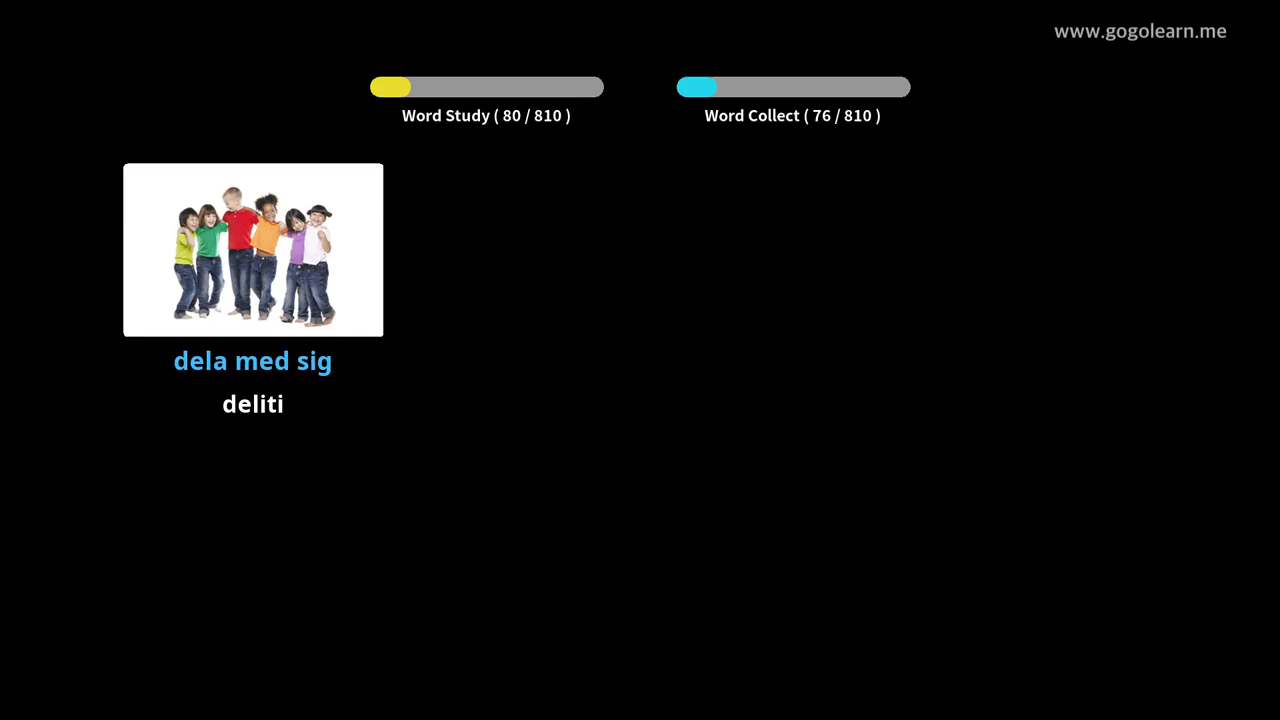 www.gogolearn.me
Word Study ( 80 / 810 )
Word Collect ( 76 / 810 )
dela med sig
deliti